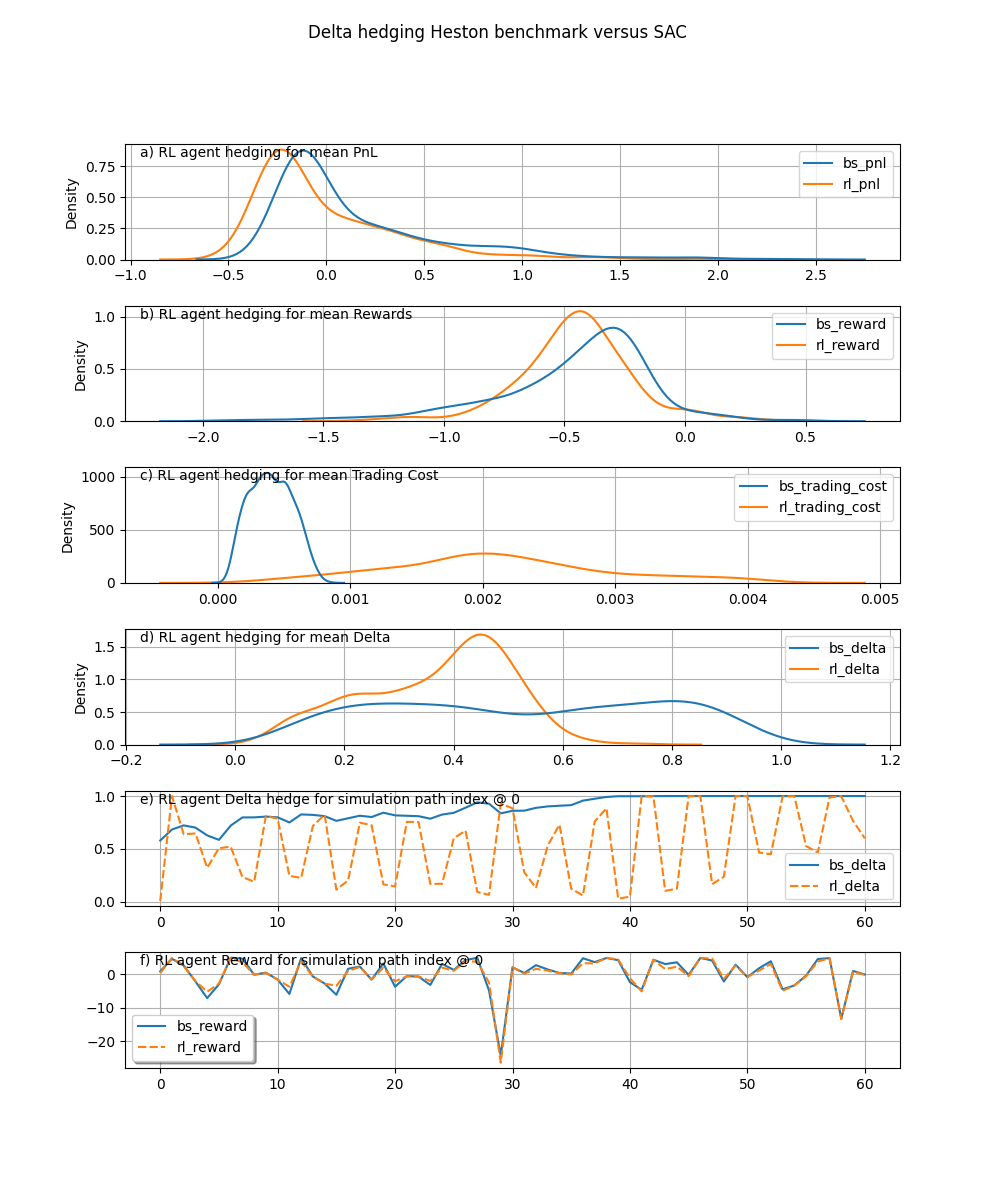 Delta hedging Heston benchmark versus SAC
a) RL agent hedging for mean PnL
bs_pnl
rl_pnl
Density
0.75
0.50
0.25
0.00
−1.0 −0.5 0.0 0.5 1.0 1.5 2.0 2.5
b) RL agent hedging for mean Rewards
bs_reward
rl_reward
Density
1.0
0.5
0.0
−2.0 −1.5 −1.0 −0.5 0.0 0.5
c) RL agent hedging for mean Trading Cost
bs_trading_cost
rl_trading_cost
Density
1000
500
0
0.000 0.001 0.002 0.003 0.004 0.005
d) RL agent hedging for mean Delta
bs_delta
rl_delta
Density
1.5
1.0
0.5
0.0
−0.2 0.0 0.2 0.4 0.6 0.8 1.0 1.2
e) RL agent Delta hedge for simulation path index @ 0
1.0
0.5
0.0
bs_delta
rl_delta
0 10 20 30 40 50 60
f) RL agent Reward for simulation path index @ 0
0
−10
−20
bs_reward
rl_reward
0 10 20 30 40 50 60